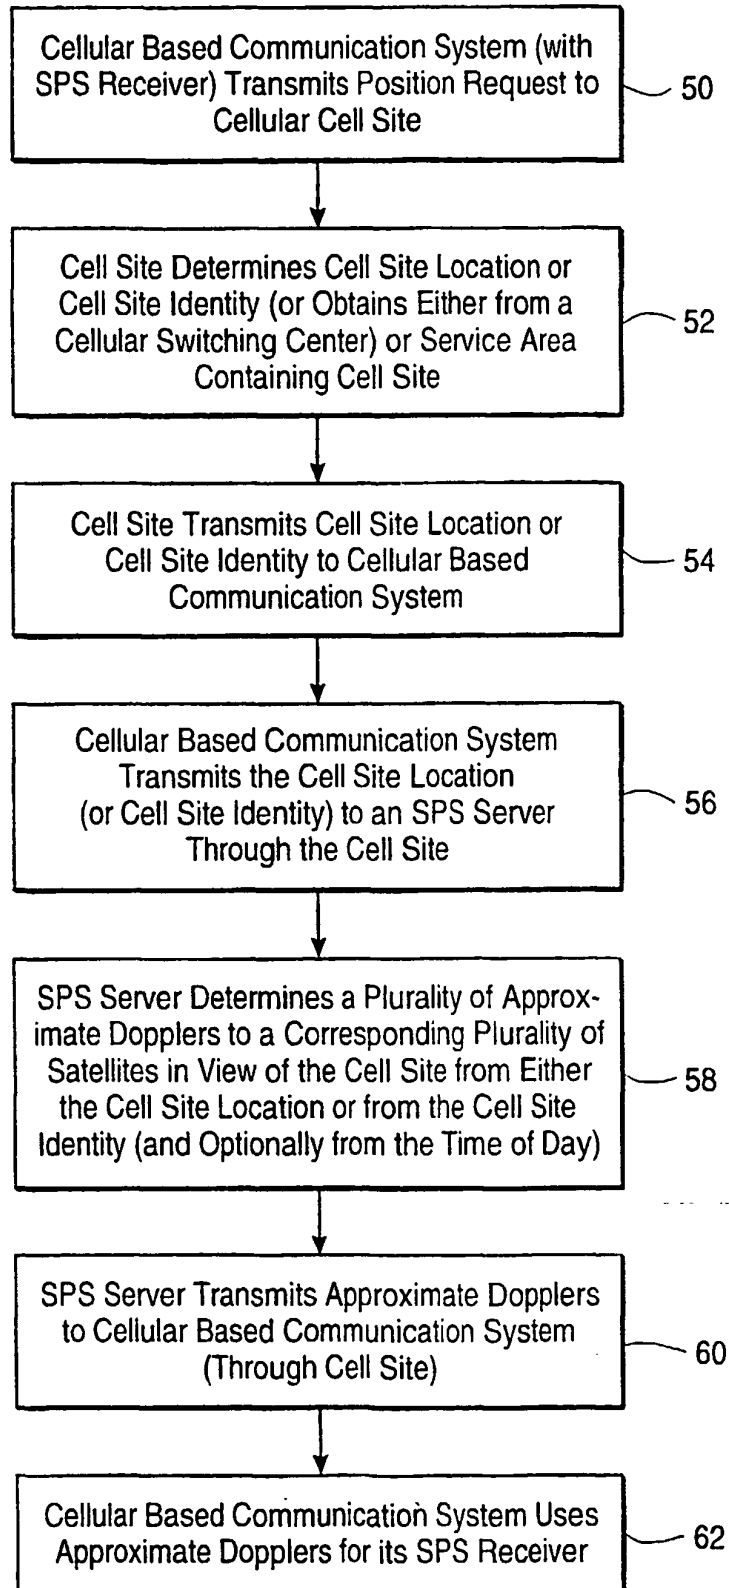 Cellular Based Communication System (with
SPS Receiver) Transmits Position Request to
Cellular Cell Site
50
Cell Site Determines Cell Site Location or
Cell Site Identity (or Obtains Either from a
Cellular Switching Center) or Service Area
Containing Cell Site
52
Cell Site Transmits Cell Site Location or
Cell Site Identity to Cellular Based
Communication System
54
Cellular Based Communication System
Transmits the Cell Site Location
(or Cell Site Identity) to an SPS Server
Through the Cell Site
56
SPS Server Determines a Plurality of Approx-
imate Dopplers to a Corresponding Plurality of
Satellites in View of the Cell Site from Either
the Cell Site Location or from the Cell Site
Identity (and Optionally from the Time of Day)
58
SPS Server Transmits Approximate Dopplers
to Cellular Based Communication System
(Through Cell Site)
60
Cellular Based Communication System Uses
Approximate Dopplers for its SPS Receiver
62